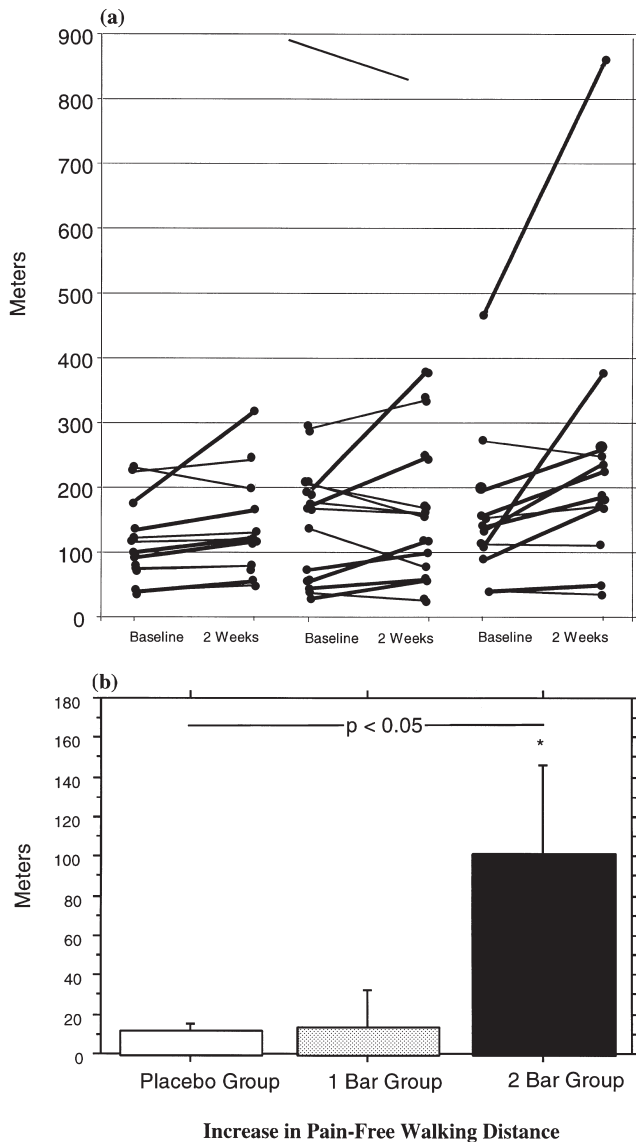 (a)
900
800
700
600
500
400
300
200
100
0
Meters
Baseline 2 Weeks Baseline 2 Weeks Baseline 2 Weeks
(b)
180
160
140
120
100
80
60
40
20
0
Meters
p < 0.05
*
Placebo Group 1 Bar Group 2 Bar Group
Increase in Pain-Free Walking Distance